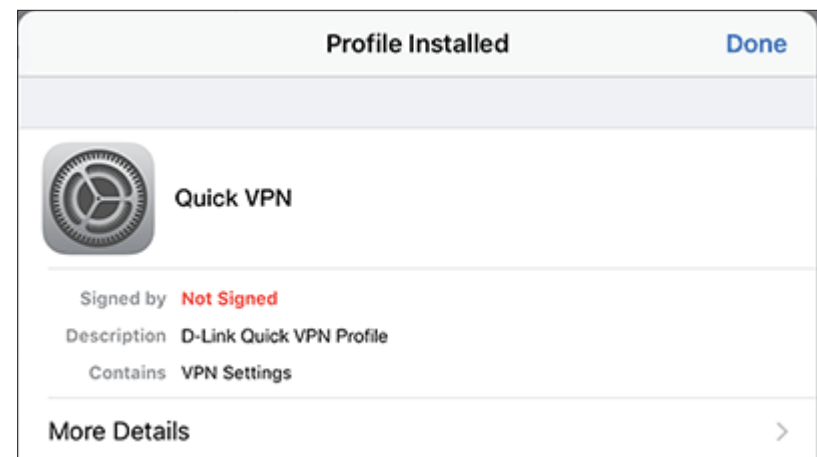 Profile Installed Done
Quick VPN
Signed by Not Signed
Description D-Link Quick VPN Profile
Contains VPN Settings
More Details